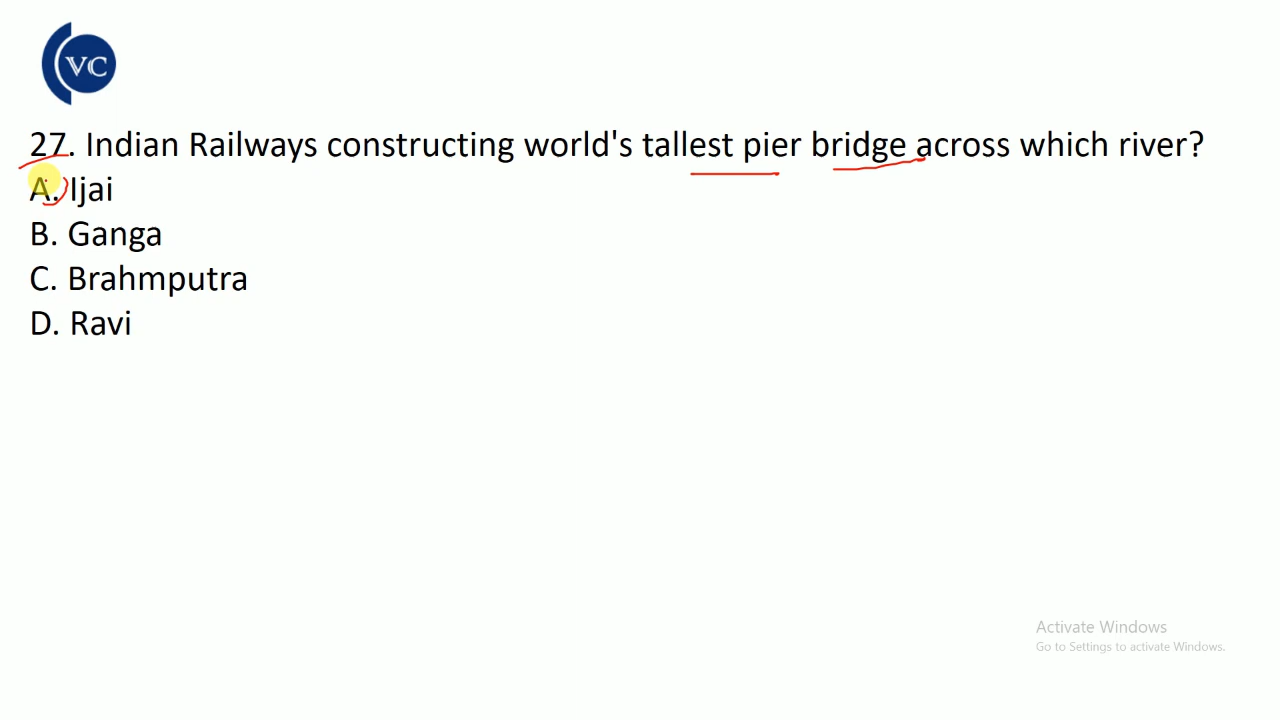 VC
27. Indian Railways constructing world's tallest pier bridge across which river?
A. Ijai
B. Ganga
C. Brahmputra
D. Ravi
Activate Windows
Go to Settings to activate Windows.